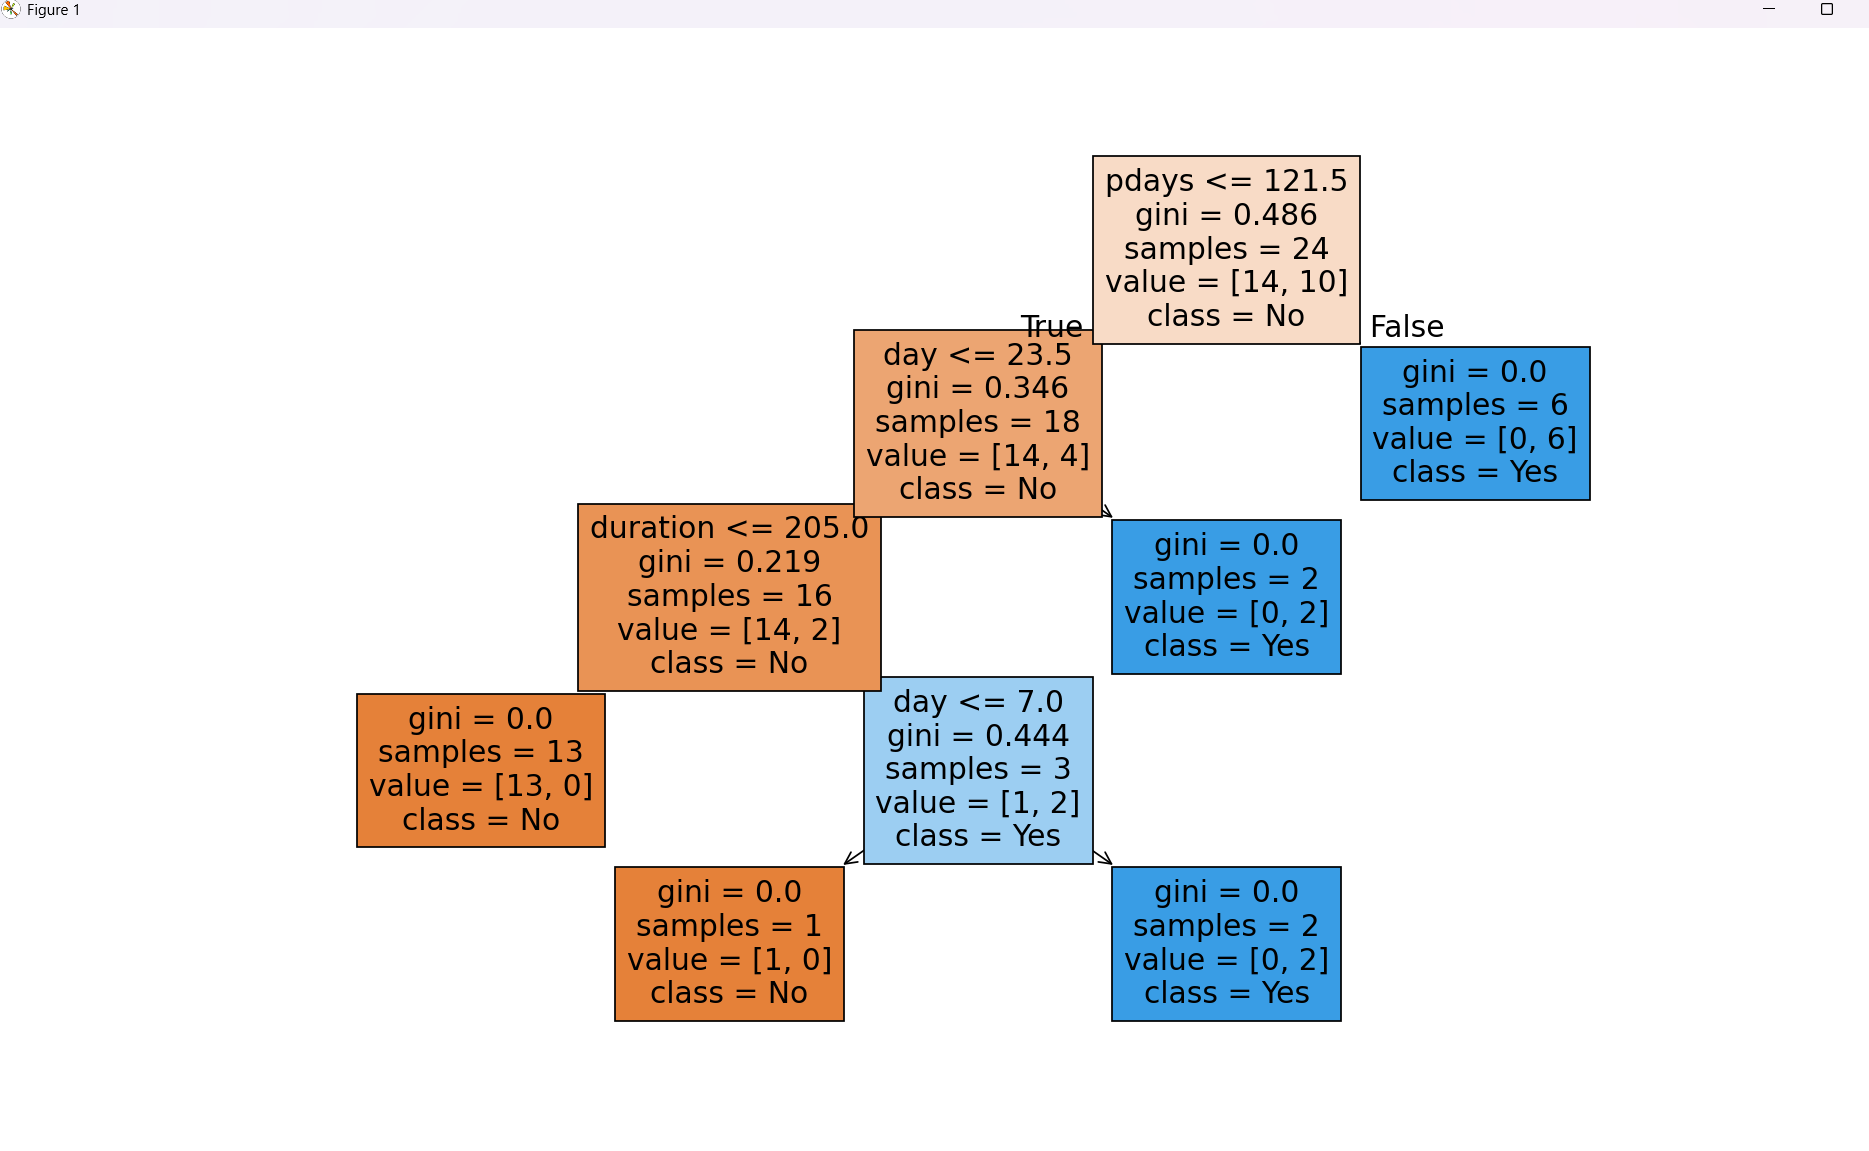 Figure 1
pdays <= 121.5
gini = 0.486
samples = 24
value = [14, 10]
class = No
True
False
day <= 23.5
gini = 0.346
samples = 18
value = [14, 4]
class = No
gini = 0.0
samples = 6
value = [0, 6]
class = Yes
duration <= 205.0
gini = 0.219
samples = 16
value = [14, 2]
class = No
gini = 0.0
samples = 2
value = [0, 2]
class = Yes
gini = 0.0
samples = 13
value = [13, 0]
class = No
day <= 7.0
gini = 0.444
samples = 3
value = [1, 2]
class = Yes
gini = 0.0
samples = 1
value = [1, 0]
class = No
gini = 0.0
samples = 2
value = [0, 2]
class = Yes